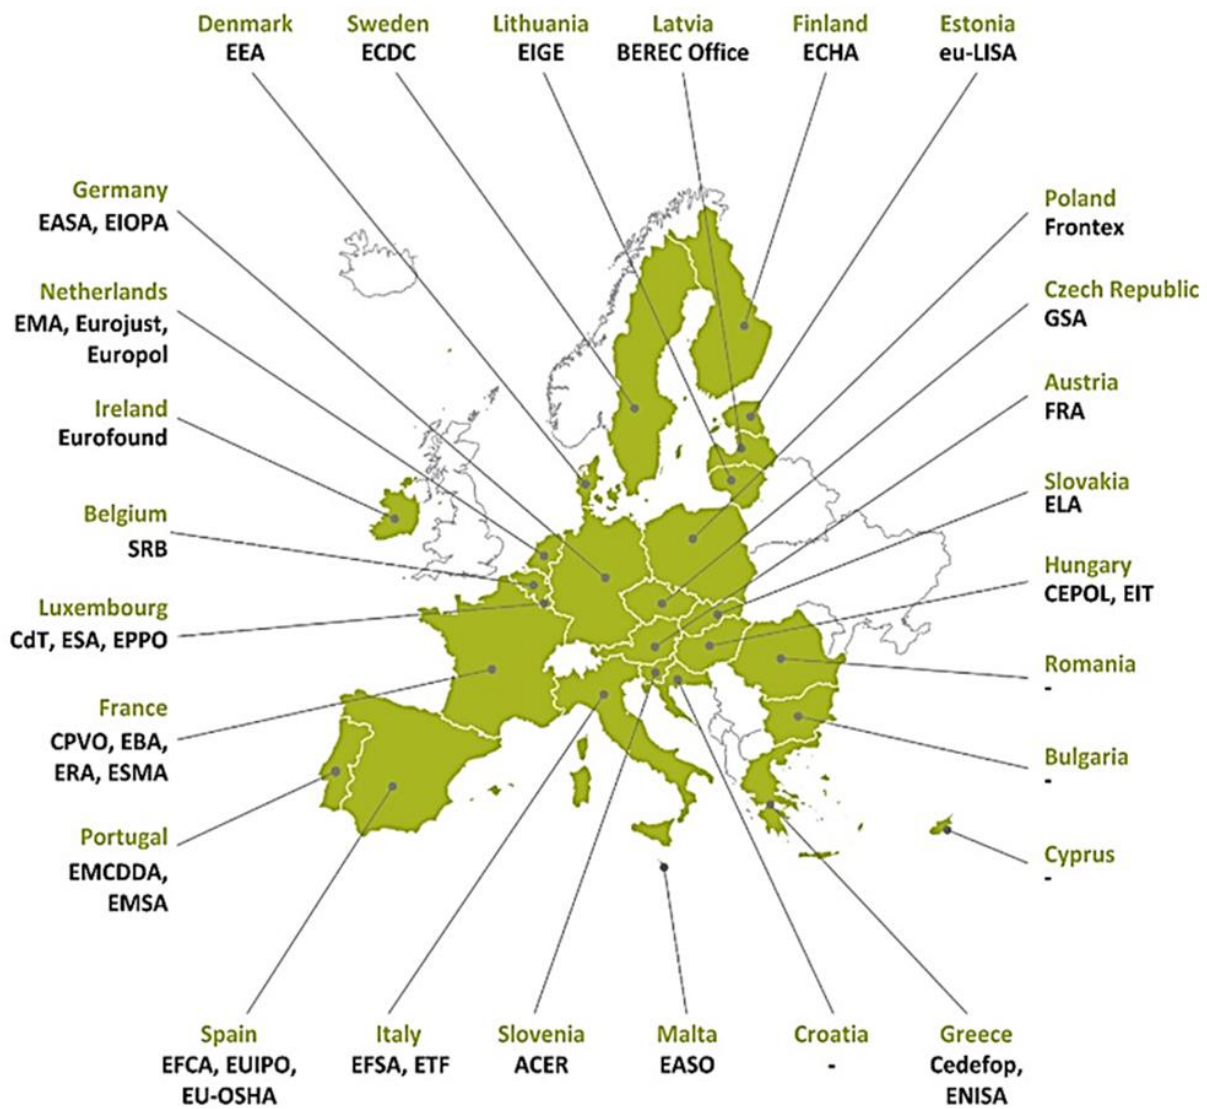 Denmark
EEA
Sweden
ECDC
Lithuania
EIGE
Latvia
BEREC Office
Finland
ECHA
Estonia
eu-LISA
Germany
EASA, EIOPA
Netherlands
EMA, Eurojust,
Europol
Ireland
Eurofound
Belgium
SRB
Luxembourg
CdT, ESA, EPPO
France
CPVO, EBA,
ERA, ESMA
Portugal
EMCDDA,
EMSA
Poland
Frontex
Czech Republic
GSA
Austria
FRA
Slovakia
ELA
Hungary
CEPOL, EIT
Romania
-
Bulgaria
-
Cyprus
-
Spain
EFCA, EUIPO,
EU-OSHA
Italy
EFSA, ETF
Slovenia
ACER
Malta
EASO
Croatia
-
Greece
Cedefop,
ENISA